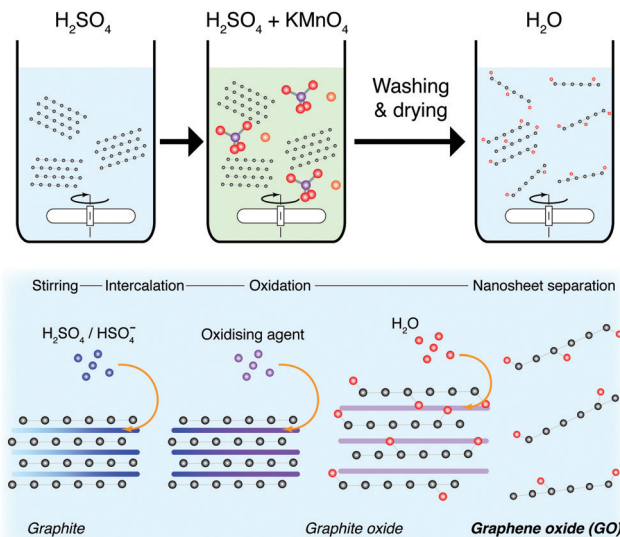 H₂SO₄
H₂SO₄ + KMnO₄
H₂O
Washing
& drying
Stirring — Intercalation — Oxidation — Nanosheet separation
H₂SO₄ / HSO₄⁻
Oxidising agent
H₂O
Graphite
Graphite oxide
Graphene oxide (GO)